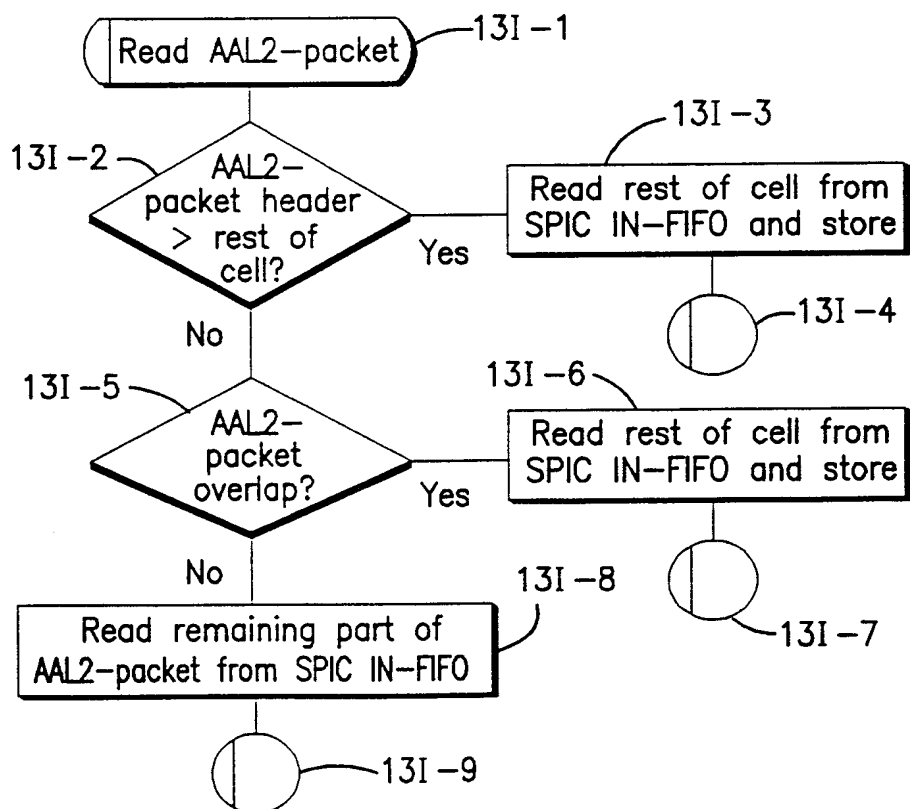 Read AAL2-packet
13I-1
13I-2
AAL2-
packet header
> rest of
cell?
Yes
No
13I-3
Read rest of cell from
SPIC IN-FIFO and store
13I-4
13I-5
AAL2-
packet
overlap?
Yes
No
13I-6
Read rest of cell from
SPIC IN-FIFO and store
13I-7
13I-8
Read remaining part of
AAL2-packet from SPIC IN-FIFO
13I-9